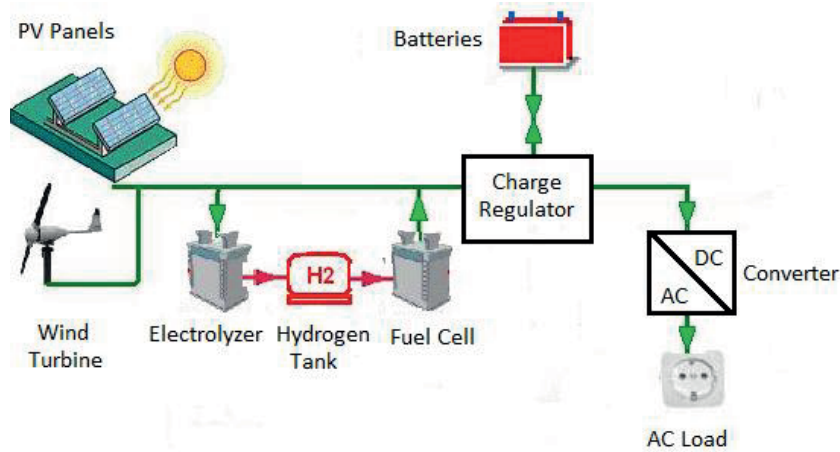 PV Panels
Batteries
Charge
Regulator
DC
AC
Converter
H2
Wind
Turbine
Electrolyzer
Hydrogen
Tank
Fuel Cell
AC Load